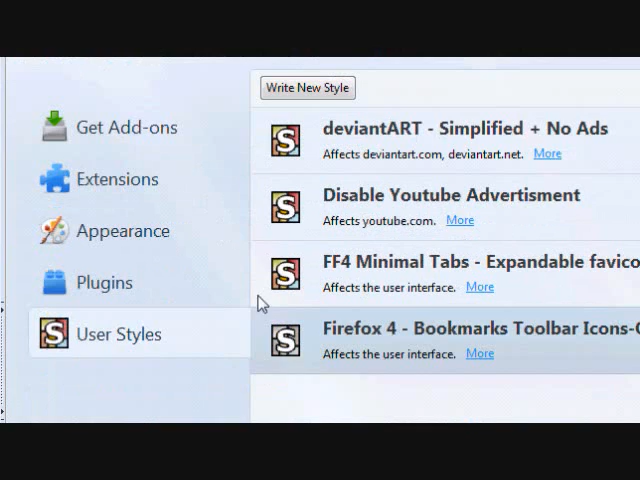 Write New Style
Get Add-ons
Extensions
Appearance
Plugins
User Styles
deviantART - Simplified + No Ads
Affects deviantart.com, deviantart.net. More
Disable Youtube Advertisment
Affects youtube.com. More
FF4 Minimal Tabs - Expandable favico
Affects the user interface. More
Firefox 4 - Bookmarks Toolbar Icons-
Affects the user interface. More